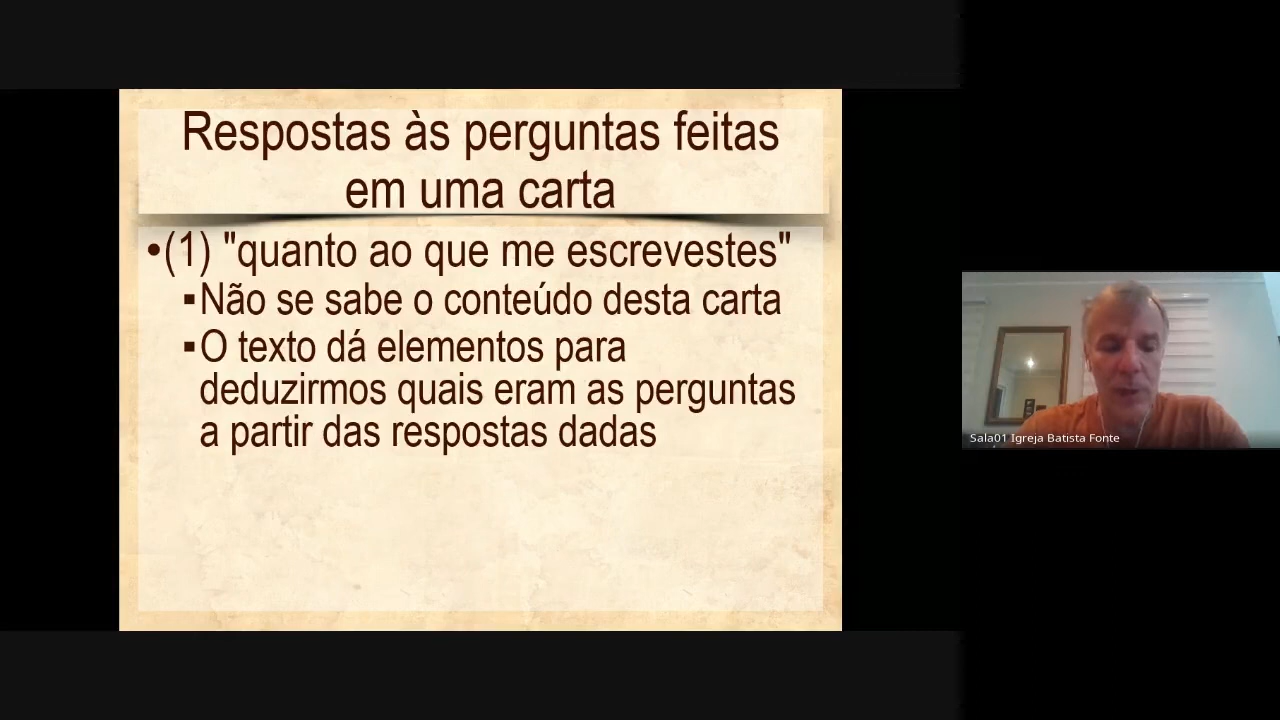 Respostas às perguntas feitas
em uma carta
•(1) "quanto ao que me escrevestes"
▪Não se sabe o conteúdo desta carta
▪O texto dá elementos para
deduzirmos quais eram as perguntas
a partir das respostas dadas
Sala01 Igreja Batista Fonte